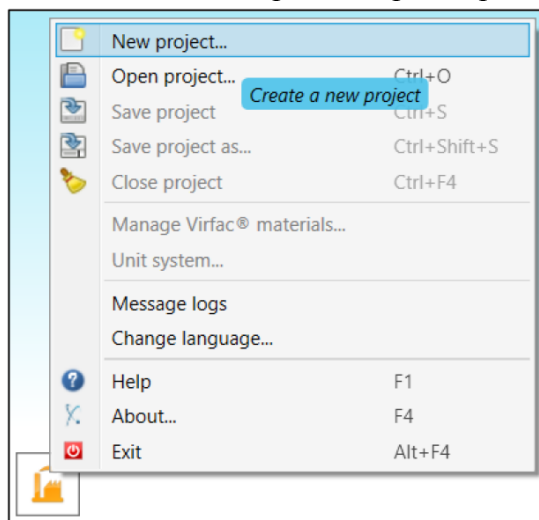 New project...
Open project... Ctrl+O
Create a new project
Save project Ctrl+S
Save project as... Ctrl+Shift+S
Close project Ctrl+F4
Manage Virfac® materials...
Unit system...
Message logs
Change language...
Help F1
About... F4
Exit Alt+F4